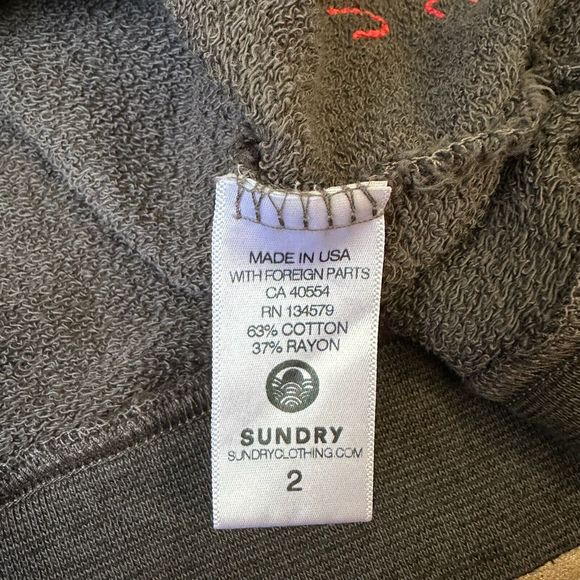 MADE IN USA
WITH FOREIGN PARTS
CA 40554
RN 134579
63% COTTON
37% RAYON
SUNDRY
SUNDRYCLOTHING.COM
2